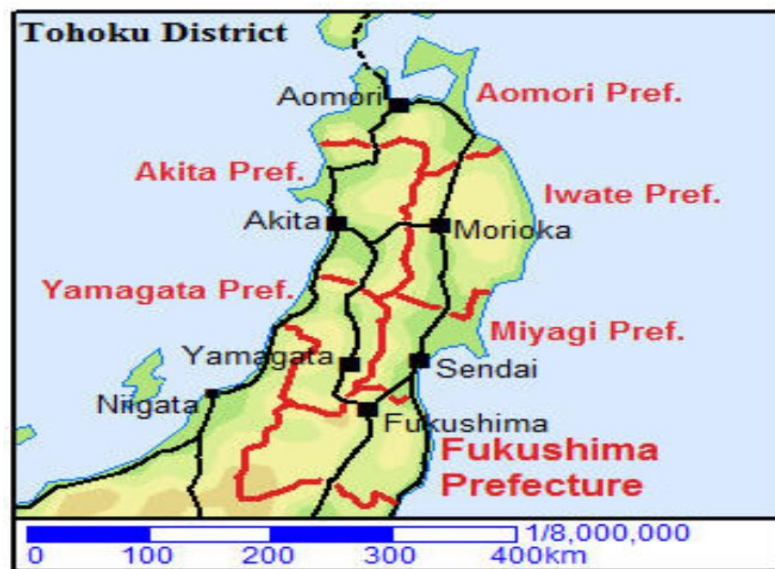 Tohoku District
Aomori
Aomori Pref.
Akita Pref.
Iwate Pref.
Akita
Morioka
Yamagata Pref.
Miyagi Pref.
Yamagata
Sendai
Niigata
Fukushima
Fukushima
Prefecture
1/8,000,000
0 100 200 300 400km